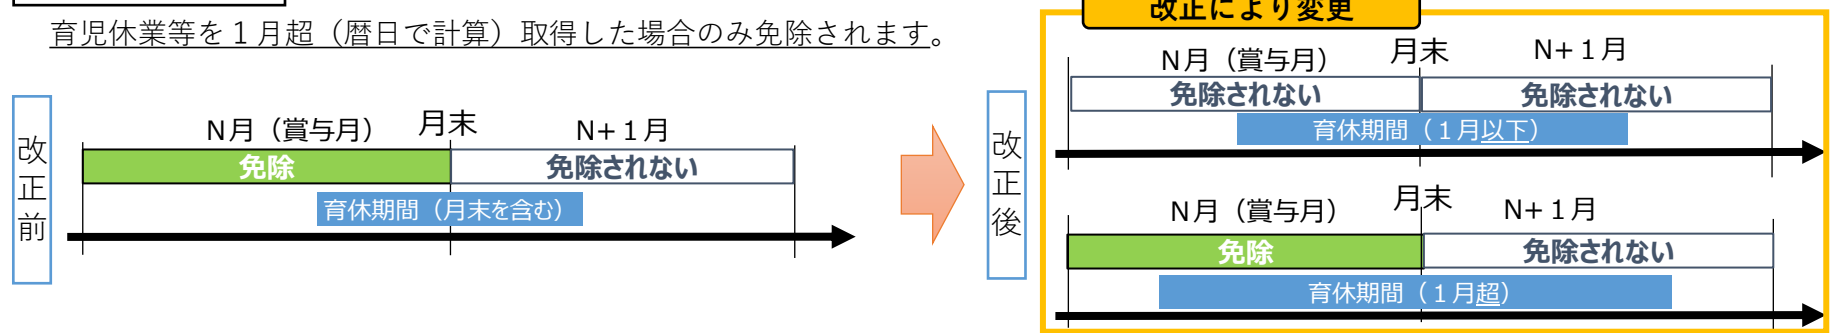 育児休業等を１月超（暦日で計算）取得した場合のみ免除されます。
改正前
N月（賞与月） 月末 N+１月
免除 免除されない
育休期間（月末を含む）
改正により変更
改正後
N月（賞与月） 月末 N+１月
免除されない 免除されない
育休期間（１月以下）
N月（賞与月） 月末 N+１月
免除 免除されない
育休期間（１月超）